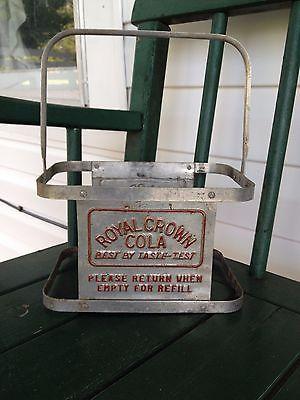 ROYAL CROWN
COLA
BEST BY TASTE-TEST
PLEASE RETURN WHEN
EMPTY FOR REFILL